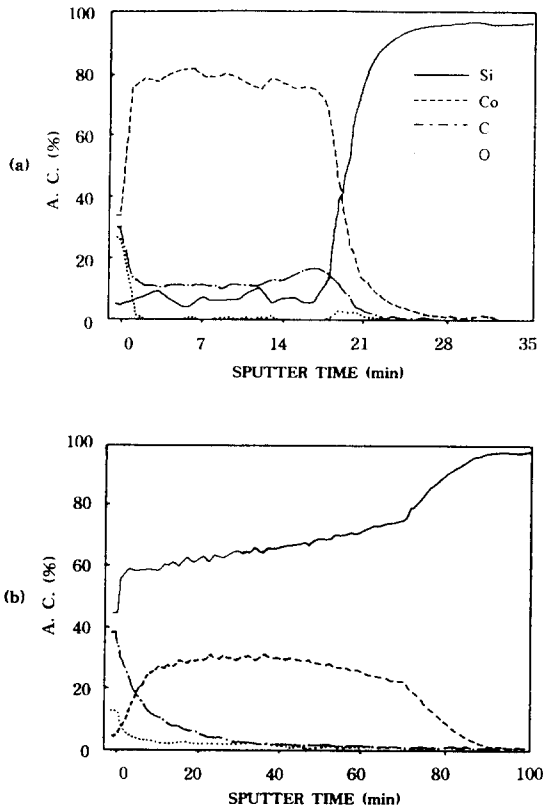 (a)
A. C. (%)
100
80
60
40
20
0
Si
Co
C
O
0 7 14 21 28 35
SPUTTER TIME (min)
(b)
A. C. (%)
100
80
60
40
20
0
0 20 40 60 80 100
SPUTTER TIME (min)